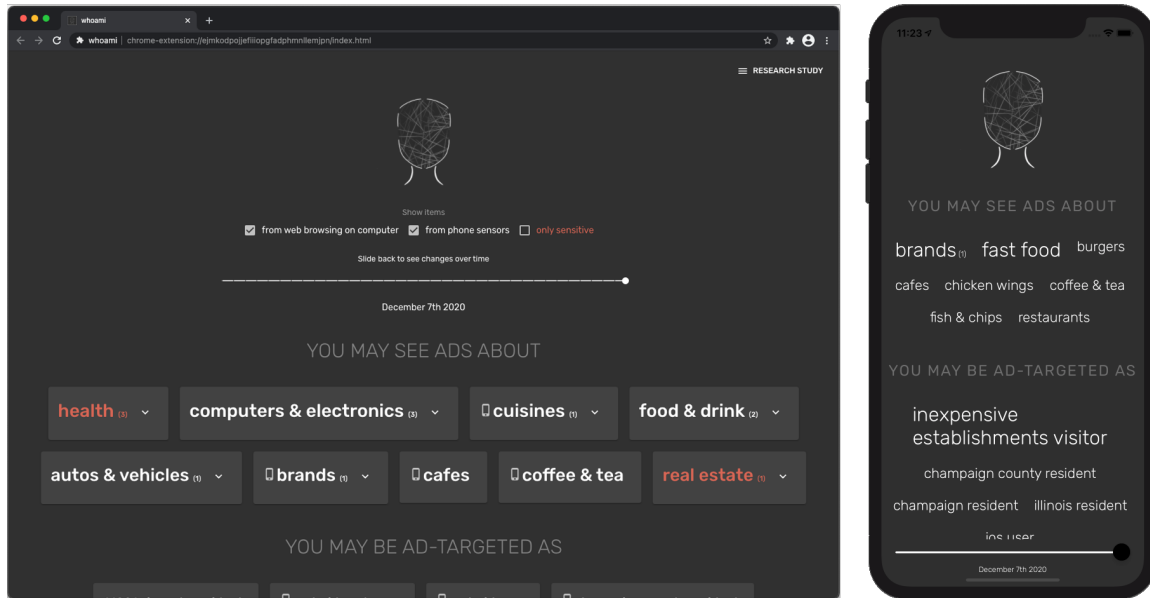 whoami
whoami | chrome-extension://ejmkodpojjefiiiopgfadphmnllemjpn/index.html
RESEARCH STUDY
Show items
from web browsing on computer from phone sensors only sensitive
Slide back to see changes over time
December 7th 2020
YOU MAY SEE ADS ABOUT
health (3) computers & electronics (3) cuisines (1) food & drink (2)
autos & vehicles (1) brands (1) cafes coffee & tea real estate (1)
YOU MAY BE AD-TARGETED AS
11:23
YOU MAY SEE ADS ABOUT
brands (1) fast food burgers
cafes chicken wings coffee & tea
fish & chips restaurants
YOU MAY BE AD-TARGETED AS
inexpensive
establishments visitor
champaign county resident
champaign resident illinois resident
ios user
December 7th 2020